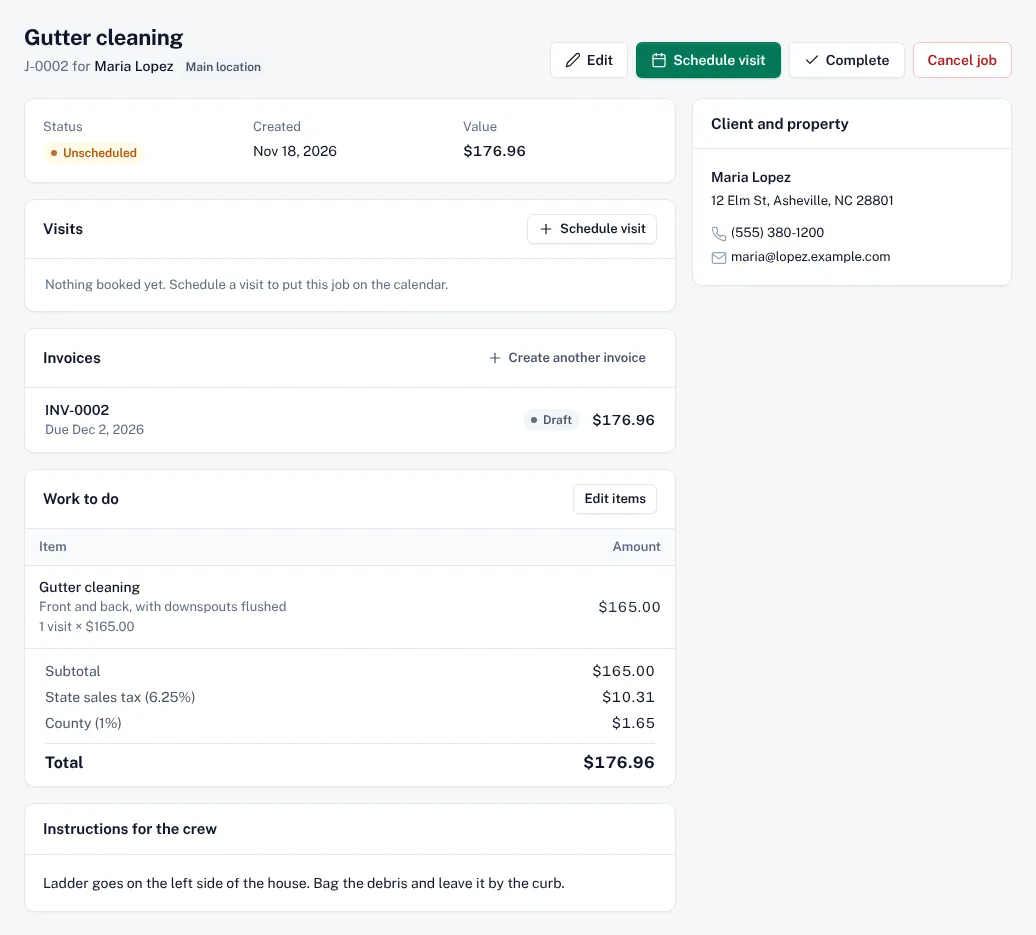 Gutter cleaning
J-0002 for Maria Lopez Main location
Edit
Schedule visit
Complete
Cancel job
Status
Unscheduled
Created
Nov 18, 2026
Value
$176.96
Client and property
Maria Lopez
12 Elm St, Asheville, NC 28801
(555) 380-1200
maria@lopez.example.com
Visits
Schedule visit
Nothing booked yet. Schedule a visit to put this job on the calendar.
Invoices
Create another invoice
INV-0002
Due Dec 2, 2026
Draft
$176.96
Work to do
Edit items
Item Amount
Gutter cleaning
Front and back, with downspouts flushed
1 visit × $165.00
$165.00
Subtotal $165.00
State sales tax (6.25%) $10.31
County (1%) $1.65
Total $176.96
Instructions for the crew
Ladder goes on the left side of the house. Bag the debris and leave it by the curb.